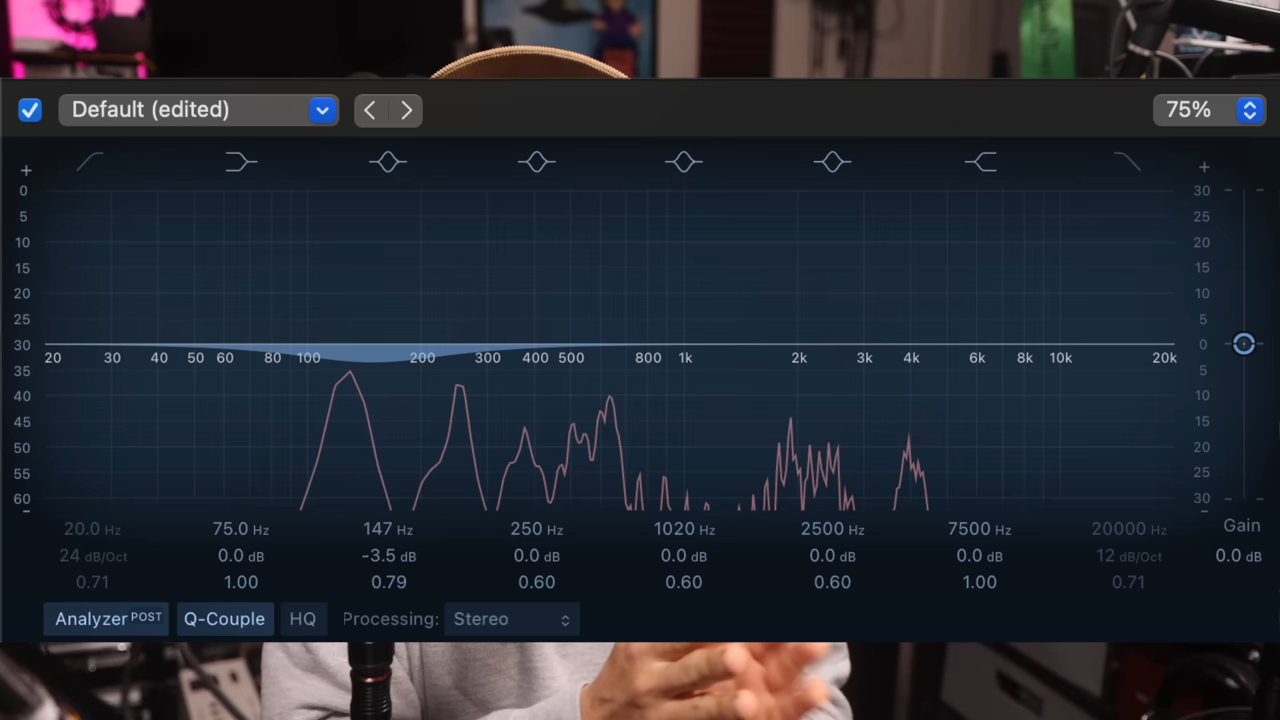 Default (edited)
75%
+ +
0 30
5 25
10 20
15 15
20 10
25 5
30 0
20 30 40 50 60 80 100 200 300 400 500 800 1k 2k 3k 4k 6k 8k 10k 20k
35 5
40 10
45 15
50 20
55 25
60 30
- -
20.0 Hz 75.0 Hz 147 Hz 250 Hz 1020 Hz 2500 Hz 7500 Hz 20000 Hz Gain
24 dB/Oct 0.0 dB -3.5 dB 0.0 dB 0.0 dB 0.0 dB 0.0 dB 12 dB/Oct 0.0 dB
0.71 1.00 0.79 0.60 0.60 0.60 1.00 0.71
Analyzer POST Q-Couple HQ Processing: Stereo